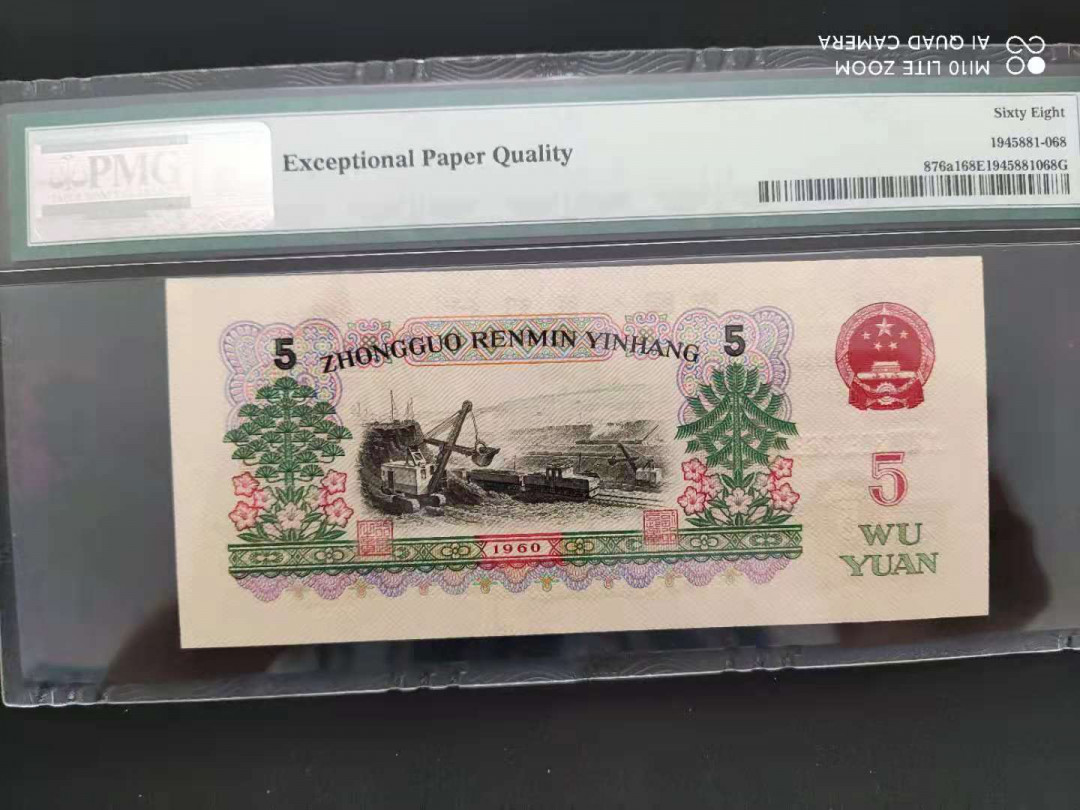 MI10 LITE ZOOM
AI QUAD CAMERA
PMG
Exceptional Paper Quality
Sixty Eight
1945881-068
876a168E1945881068G
5 ZHONGGUO RENMIN YINHANG 5
1960
5
WU
YUAN